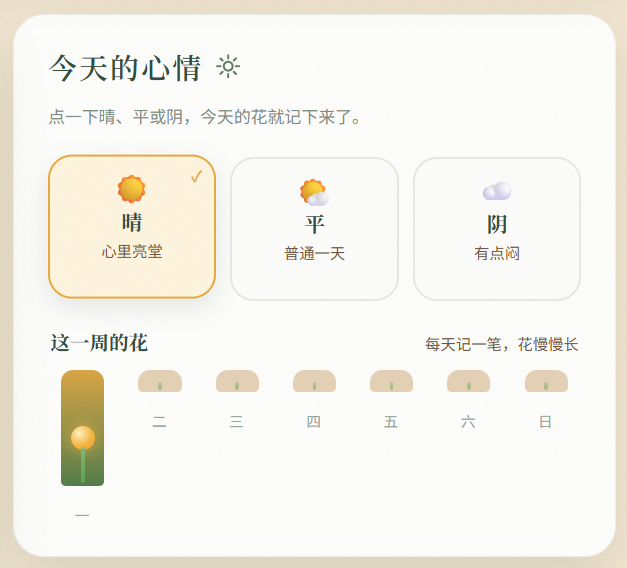 今天的心情
点一下晴、平或阴，今天的花就记下来了。
✓
晴
心里亮堂
平
普通一天
阴
有点闷
这一周的花
每天记一笔，花慢慢长
一
二
三
四
五
六
日